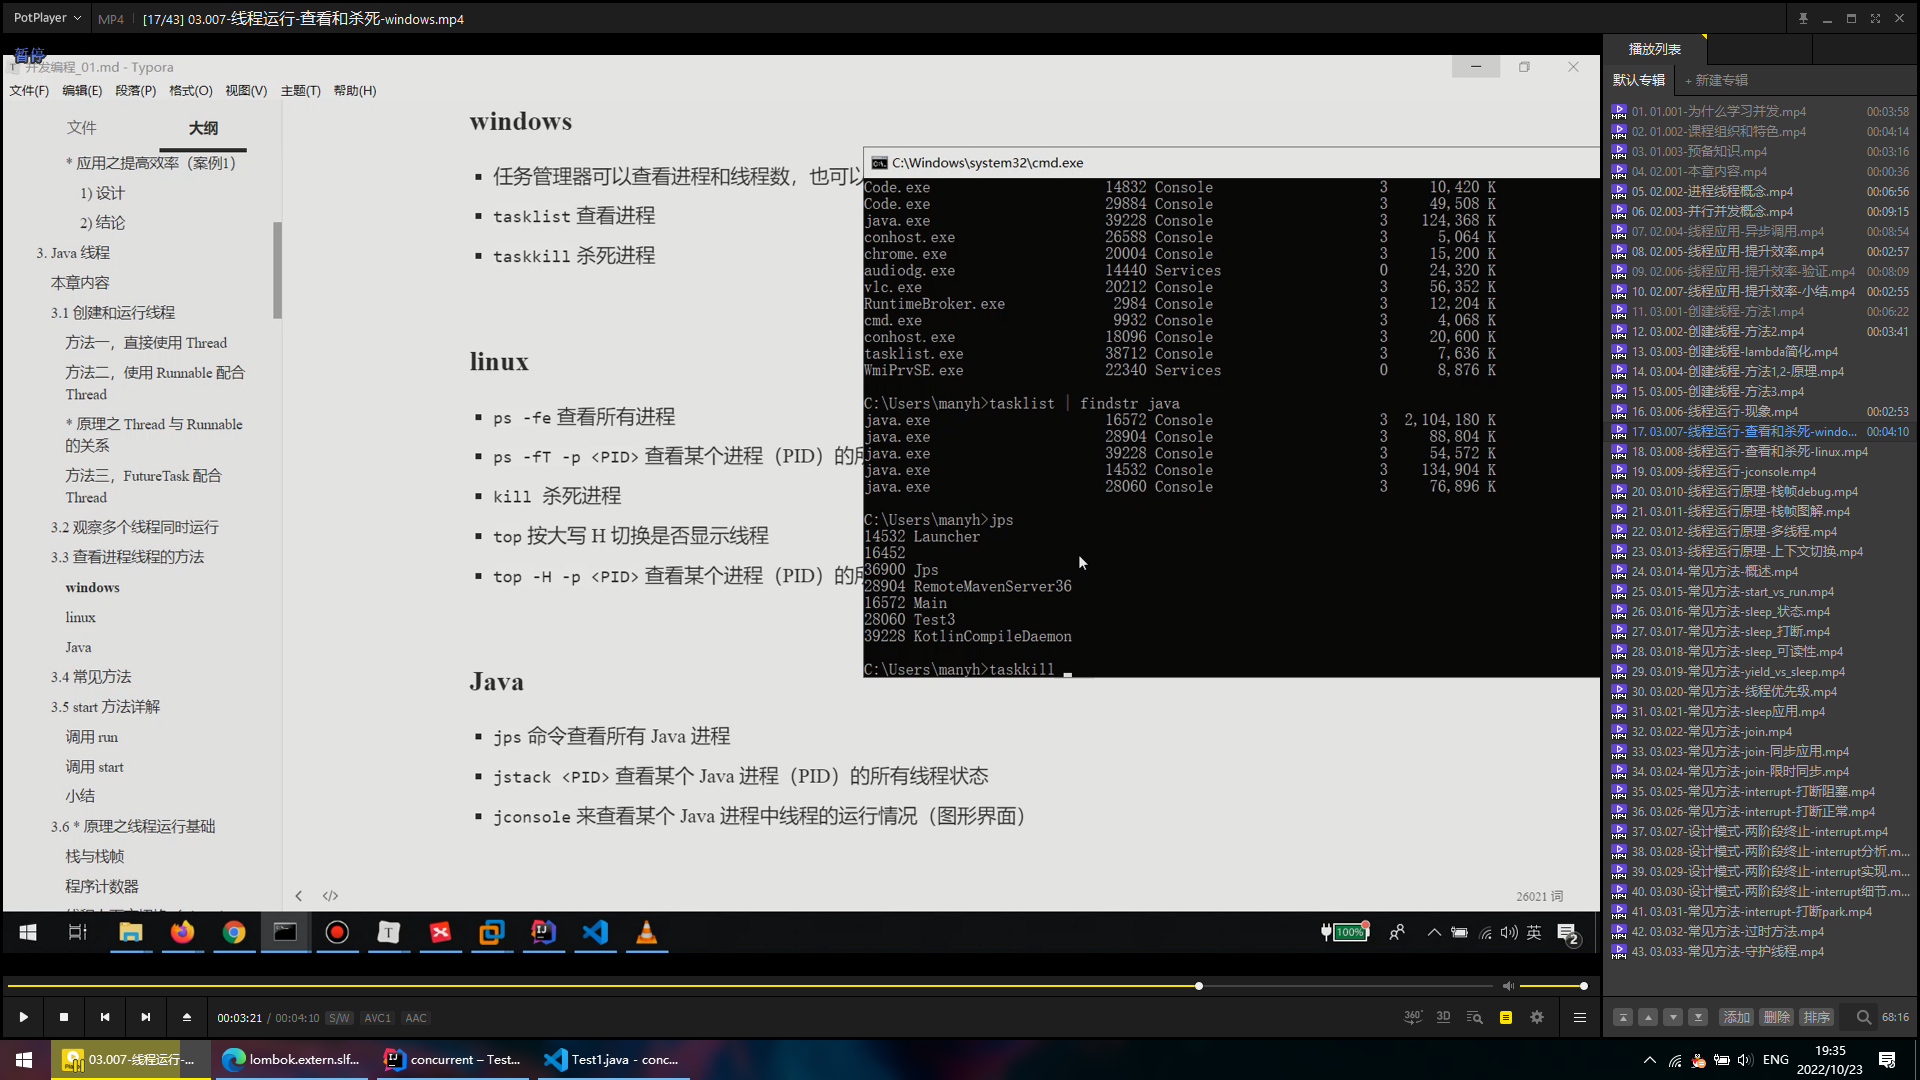 PotPlayer
MP4
[17/43] 03.007-线程运行-查看和杀死-windows.mp4
暂停
开发编程_01.md - Typora
文件(F) 编辑(E) 段落(P) 格式(O) 视图(V) 主题(T) 帮助(H)
文件
大纲
* 应用之提高效率（案例1）
1) 设计
2) 结论
3. Java 线程
本章内容
3.1 创建和运行线程
方法一，直接使用 Thread
方法二，使用 Runnable 配合
Thread
* 原理之 Thread 与 Runnable
的关系
方法三，FutureTask 配合
Thread
3.2 观察多个线程同时运行
3.3 查看进程线程的方法
windows
linux
Java
3.4 常见方法
3.5 start 方法详解
调用 run
调用 start
小结
3.6 * 原理之线程运行基础
栈与栈帧
程序计数器
windows
任务管理器可以查看进程和线程数，也可以
tasklist 查看进程
taskkill 杀死进程
linux
ps -fe 查看所有进程
ps -fT -p <PID> 查看某个进程（PID）的所
kill 杀死进程
top 按大写 H 切换是否显示线程
top -H -p <PID> 查看某个进程（PID）的所
Java
jps 命令查看所有 Java 进程
jstack <PID> 查看某个 Java 进程（PID）的所有线程状态
jconsole 来查看某个 Java 进程中线程的运行情况（图形界面）
26021 词
C:\Windows\system32\cmd.exe
Code.exe 14832 Console 3 10,420 K
Code.exe 29884 Console 3 49,508 K
java.exe 39228 Console 3 124,368 K
conhost.exe 26588 Console 3 5,064 K
chrome.exe 20004 Console 3 15,200 K
audiodg.exe 14440 Services 0 24,320 K
vlc.exe 20212 Console 3 56,352 K
RuntimeBroker.exe 2984 Console 3 12,204 K
cmd.exe 9932 Console 3 4,068 K
conhost.exe 18096 Console 3 20,600 K
tasklist.exe 38712 Console 3 7,636 K
WmiPrvSE.exe 22340 Services 0 8,876 K
C:\Users\manyh>tasklist | findstr java
java.exe 16572 Console 3 2,104,180 K
java.exe 28904 Console 3 88,804 K
java.exe 39228 Console 3 54,572 K
java.exe 14532 Console 3 134,904 K
java.exe 28060 Console 3 76,896 K
C:\Users\manyh>jps
14532 Launcher
16452
36900 Jps
28904 RemoteMavenServer36
16572 Main
28060 Test3
39228 KotlinCompileDaemon
C:\Users\manyh>taskkill _
100%
英
2
00:03:21 / 00:04:10 S/W AVC1 AAC
360°
3D
播放列表
默认专辑
+ 新建专辑
01. 01.001-为什么学习并发.mp4 00:03:58
02. 01.002-课程组织和特色.mp4 00:04:14
03. 01.003-预备知识.mp4 00:03:16
04. 02.001-本章内容.mp4 00:00:36
05. 02.002-进程线程概念.mp4 00:06:56
06. 02.003-并行并发概念.mp4 00:09:15
07. 02.004-线程应用-异步调用.mp4 00:08:54
08. 02.005-线程应用-提升效率.mp4 00:02:57
09. 02.006-线程应用-提升效率-验证.mp4 00:08:09
10. 02.007-线程应用-提升效率-小结.mp4 00:02:55
11. 03.001-创建线程-方法1.mp4 00:06:22
12. 03.002-创建线程-方法2.mp4 00:03:41
13. 03.003-创建线程-lambda简化.mp4
14. 03.004-创建线程-方法1,2-原理.mp4
15. 03.005-创建线程-方法3.mp4
16. 03.006-线程运行-现象.mp4 00:02:53
17. 03.007-线程运行-查看和杀死-windo... 00:04:10
18. 03.008-线程运行-查看和杀死-linux.mp4
19. 03.009-线程运行-jconsole.mp4
20. 03.010-线程运行原理-栈帧debug.mp4
21. 03.011-线程运行原理-栈帧图解.mp4
22. 03.012-线程运行原理-多线程.mp4
23. 03.013-线程运行原理-上下文切换.mp4
24. 03.014-常见方法-概述.mp4
25. 03.015-常见方法-start_vs_run.mp4
26. 03.016-常见方法-sleep_状态.mp4
27. 03.017-常见方法-sleep_打断.mp4
28. 03.018-常见方法-sleep_可读性.mp4
29. 03.019-常见方法-yield_vs_sleep.mp4
30. 03.020-常见方法-线程优先级.mp4
31. 03.021-常见方法-sleep应用.mp4
32. 03.022-常见方法-join.mp4
33. 03.023-常见方法-join-同步应用.mp4
34. 03.024-常见方法-join-限时同步.mp4
35. 03.025-常见方法-interrupt-打断阻塞.mp4
36. 03.026-常见方法-interrupt-打断正常.mp4
37. 03.027-设计模式-两阶段终止-interrupt.mp4
38. 03.028-设计模式-两阶段终止-interrupt分析.m...
39. 03.029-设计模式-两阶段终止-interrupt实现.m...
40. 03.030-设计模式-两阶段终止-interrupt细节.m...
41. 03.031-常见方法-interrupt-打断park.mp4
42. 03.032-常见方法-过时方法.mp4
43. 03.033-常见方法-守护线程.mp4
添加 删除 排序
68:16
03.007-线程运行-...
lombok.extern.slf...
concurrent – Test...
Test1.java - conc...
ENG
19:35
2022/10/23